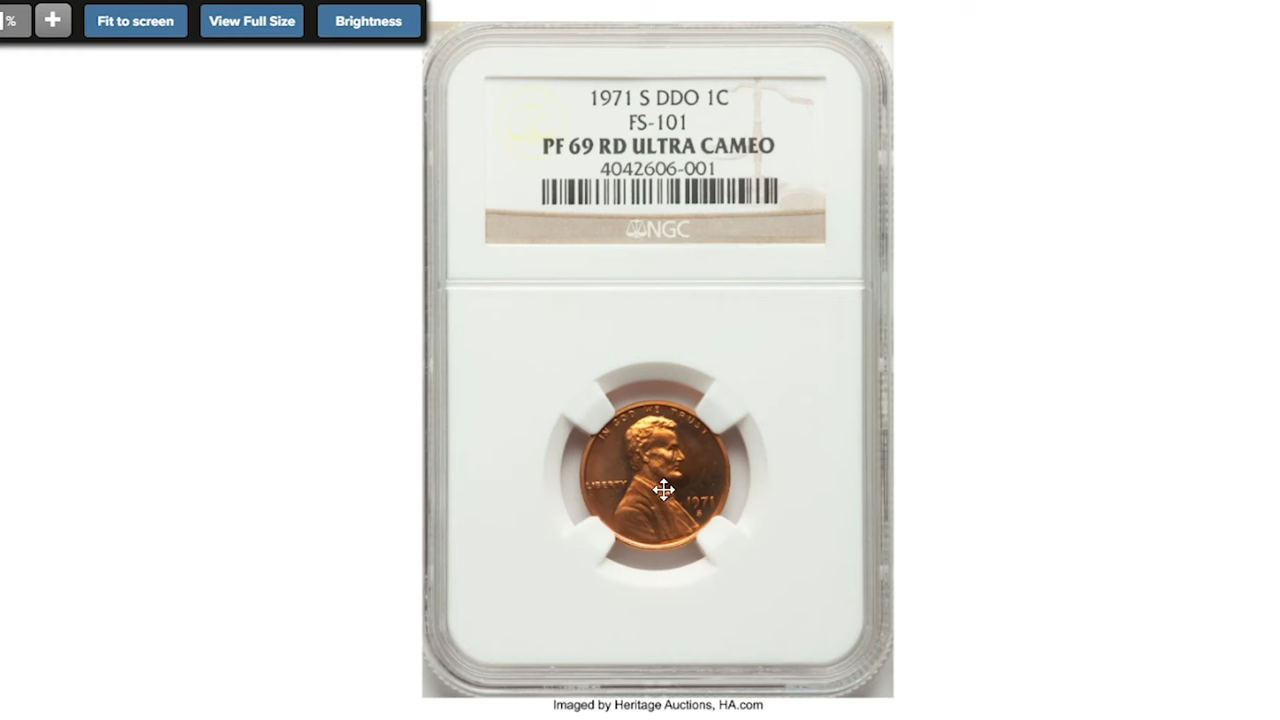 %
+
Fit to screen
View Full Size
Brightness
1971 S DDO 1C
FS-101
PF 69 RD ULTRA CAMEO
4042606-001
NGC
IN GOD WE TRUST
LIBERTY
1971
S
Imaged by Heritage Auctions, HA.com